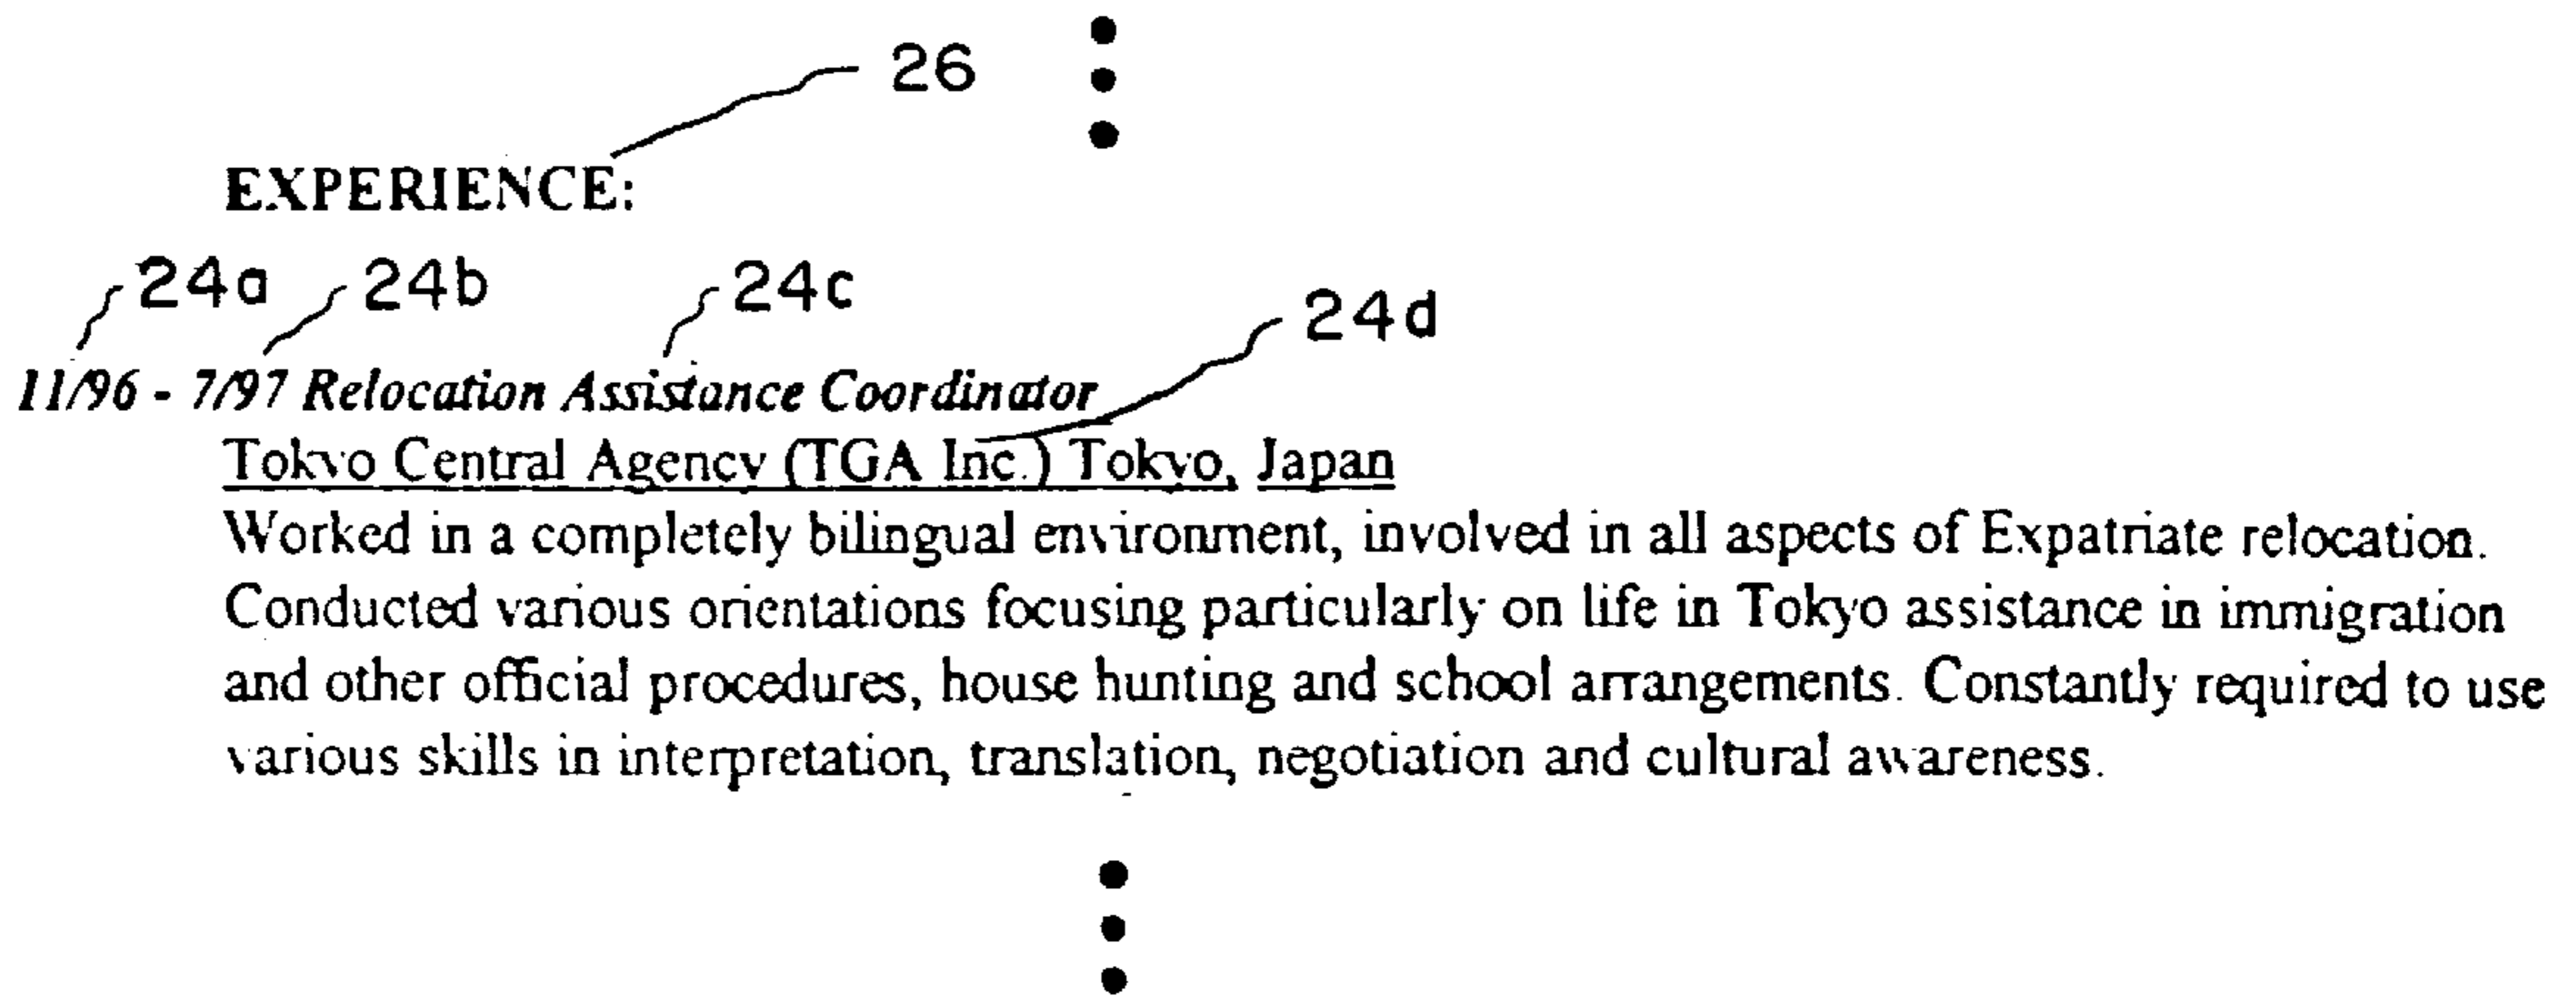 26
EXPERIENCE:
24a 24b 24c 24d
11/96 - 7/97 Relocation Assistance Coordinator
Tokyo Central Agency (TGA Inc.) Tokyo, Japan
Worked in a completely bilingual environment, involved in all aspects of Expatriate relocation.
Conducted various orientations focusing particularly on life in Tokyo assistance in immigration
and other official procedures, house hunting and school arrangements. Constantly required to use
various skills in interpretation, translation, negotiation and cultural awareness.